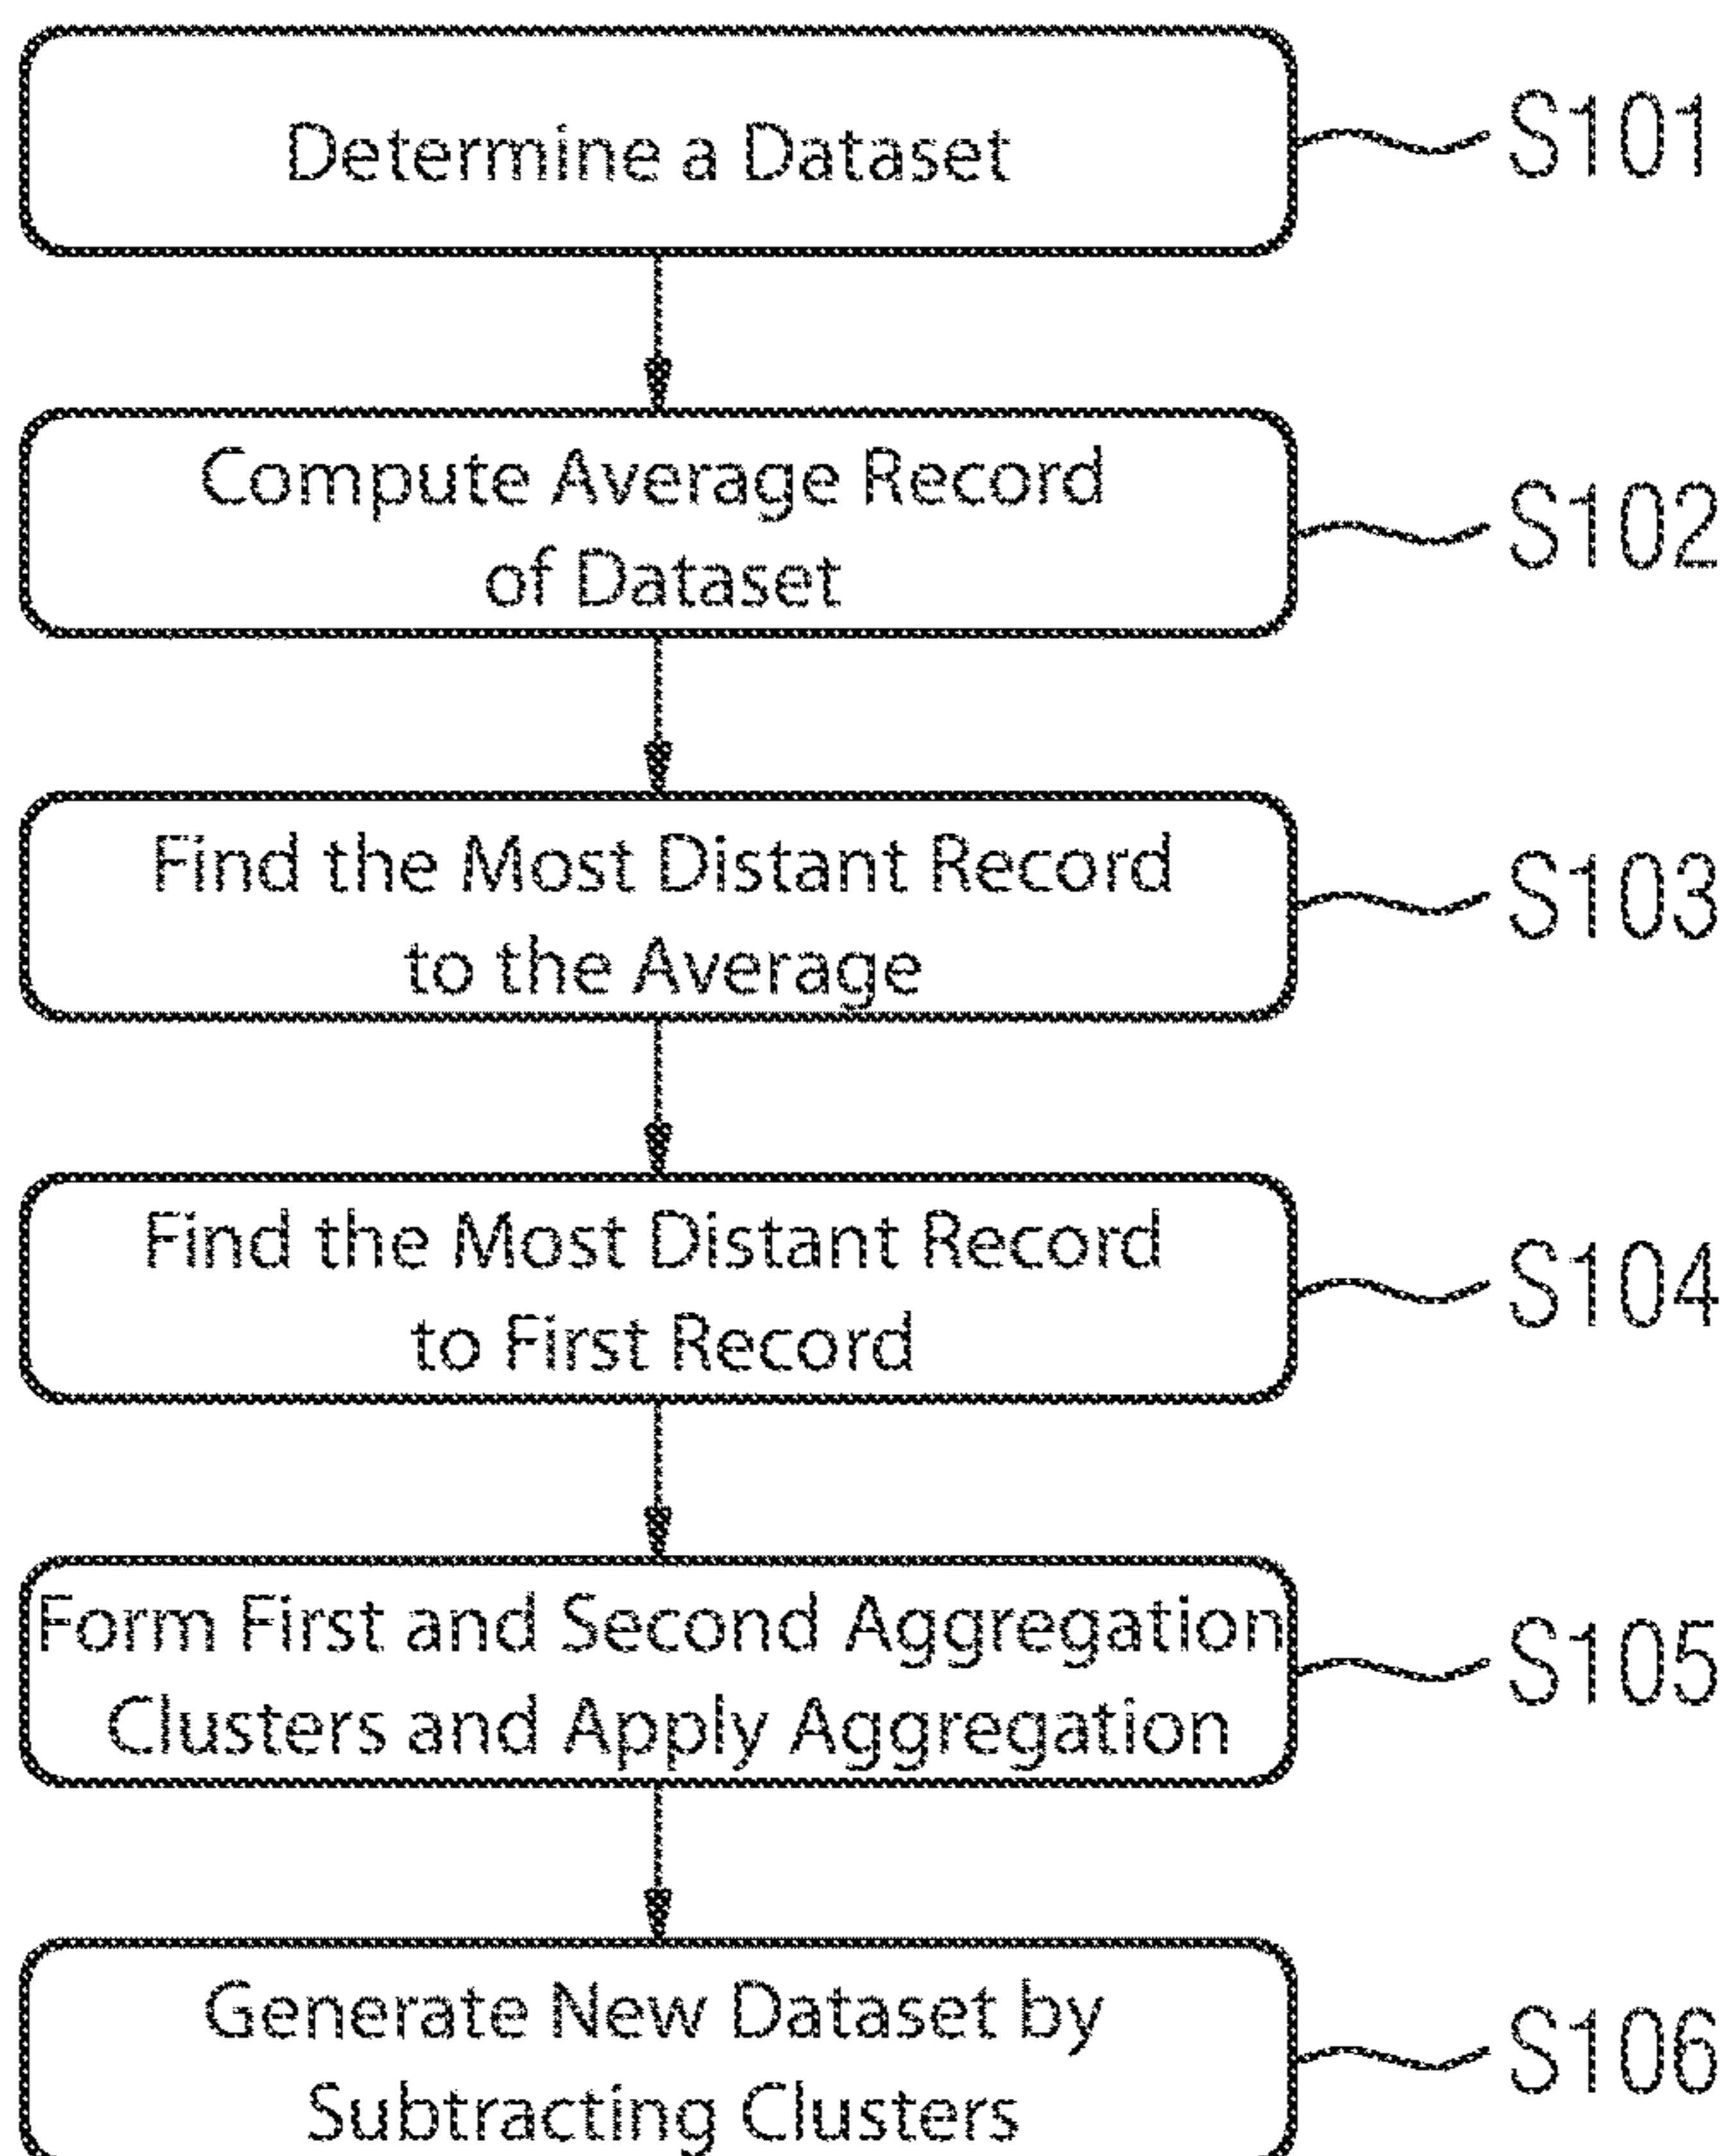 Determine a Dataset
S101
Compute Average Record
of Dataset
S102
Find the Most Distant Record
to the Average
S103
Find the Most Distant Record
to First Record
S104
Form First and Second Aggregation
Clusters and Apply Aggregation
S105
Generate New Dataset by
Subtracting Clusters
S106